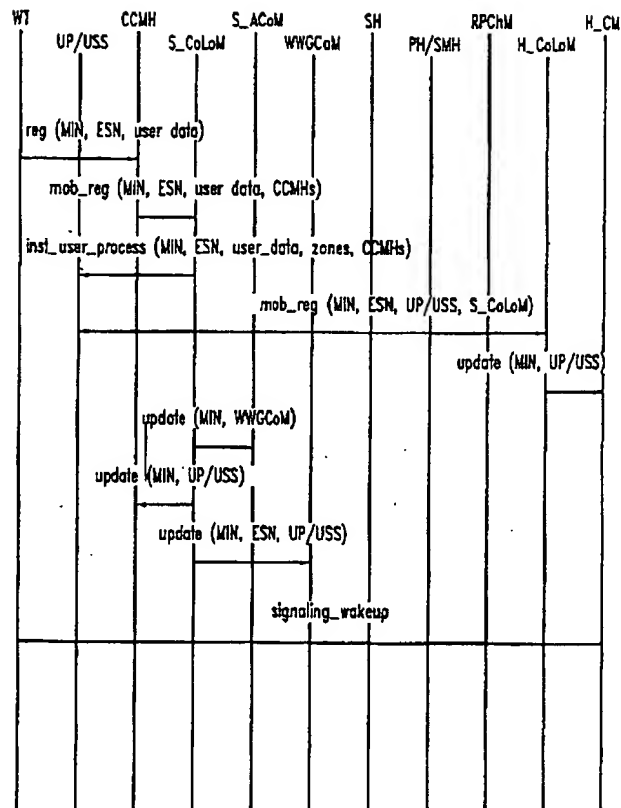 WT CCMH S_ACoM SH RPChM H_CM
UP/USS S_CoLoM WWGCoM PH/SMH H_CoLoM
reg (MIN, ESN, user data)
mob_reg (MIN, ESN, user data, CCMHs)
inst_user_process (MIN, ESN, user_data, zones, CCMHs)
mob_reg (MIN, ESN, UP/USS, S_CoLoM)
update (MIN, UP/USS)
update (MIN, WWGCoM)
update (MIN, UP/USS)
update (MIN, ESN, UP/USS)
signaling_wakeup